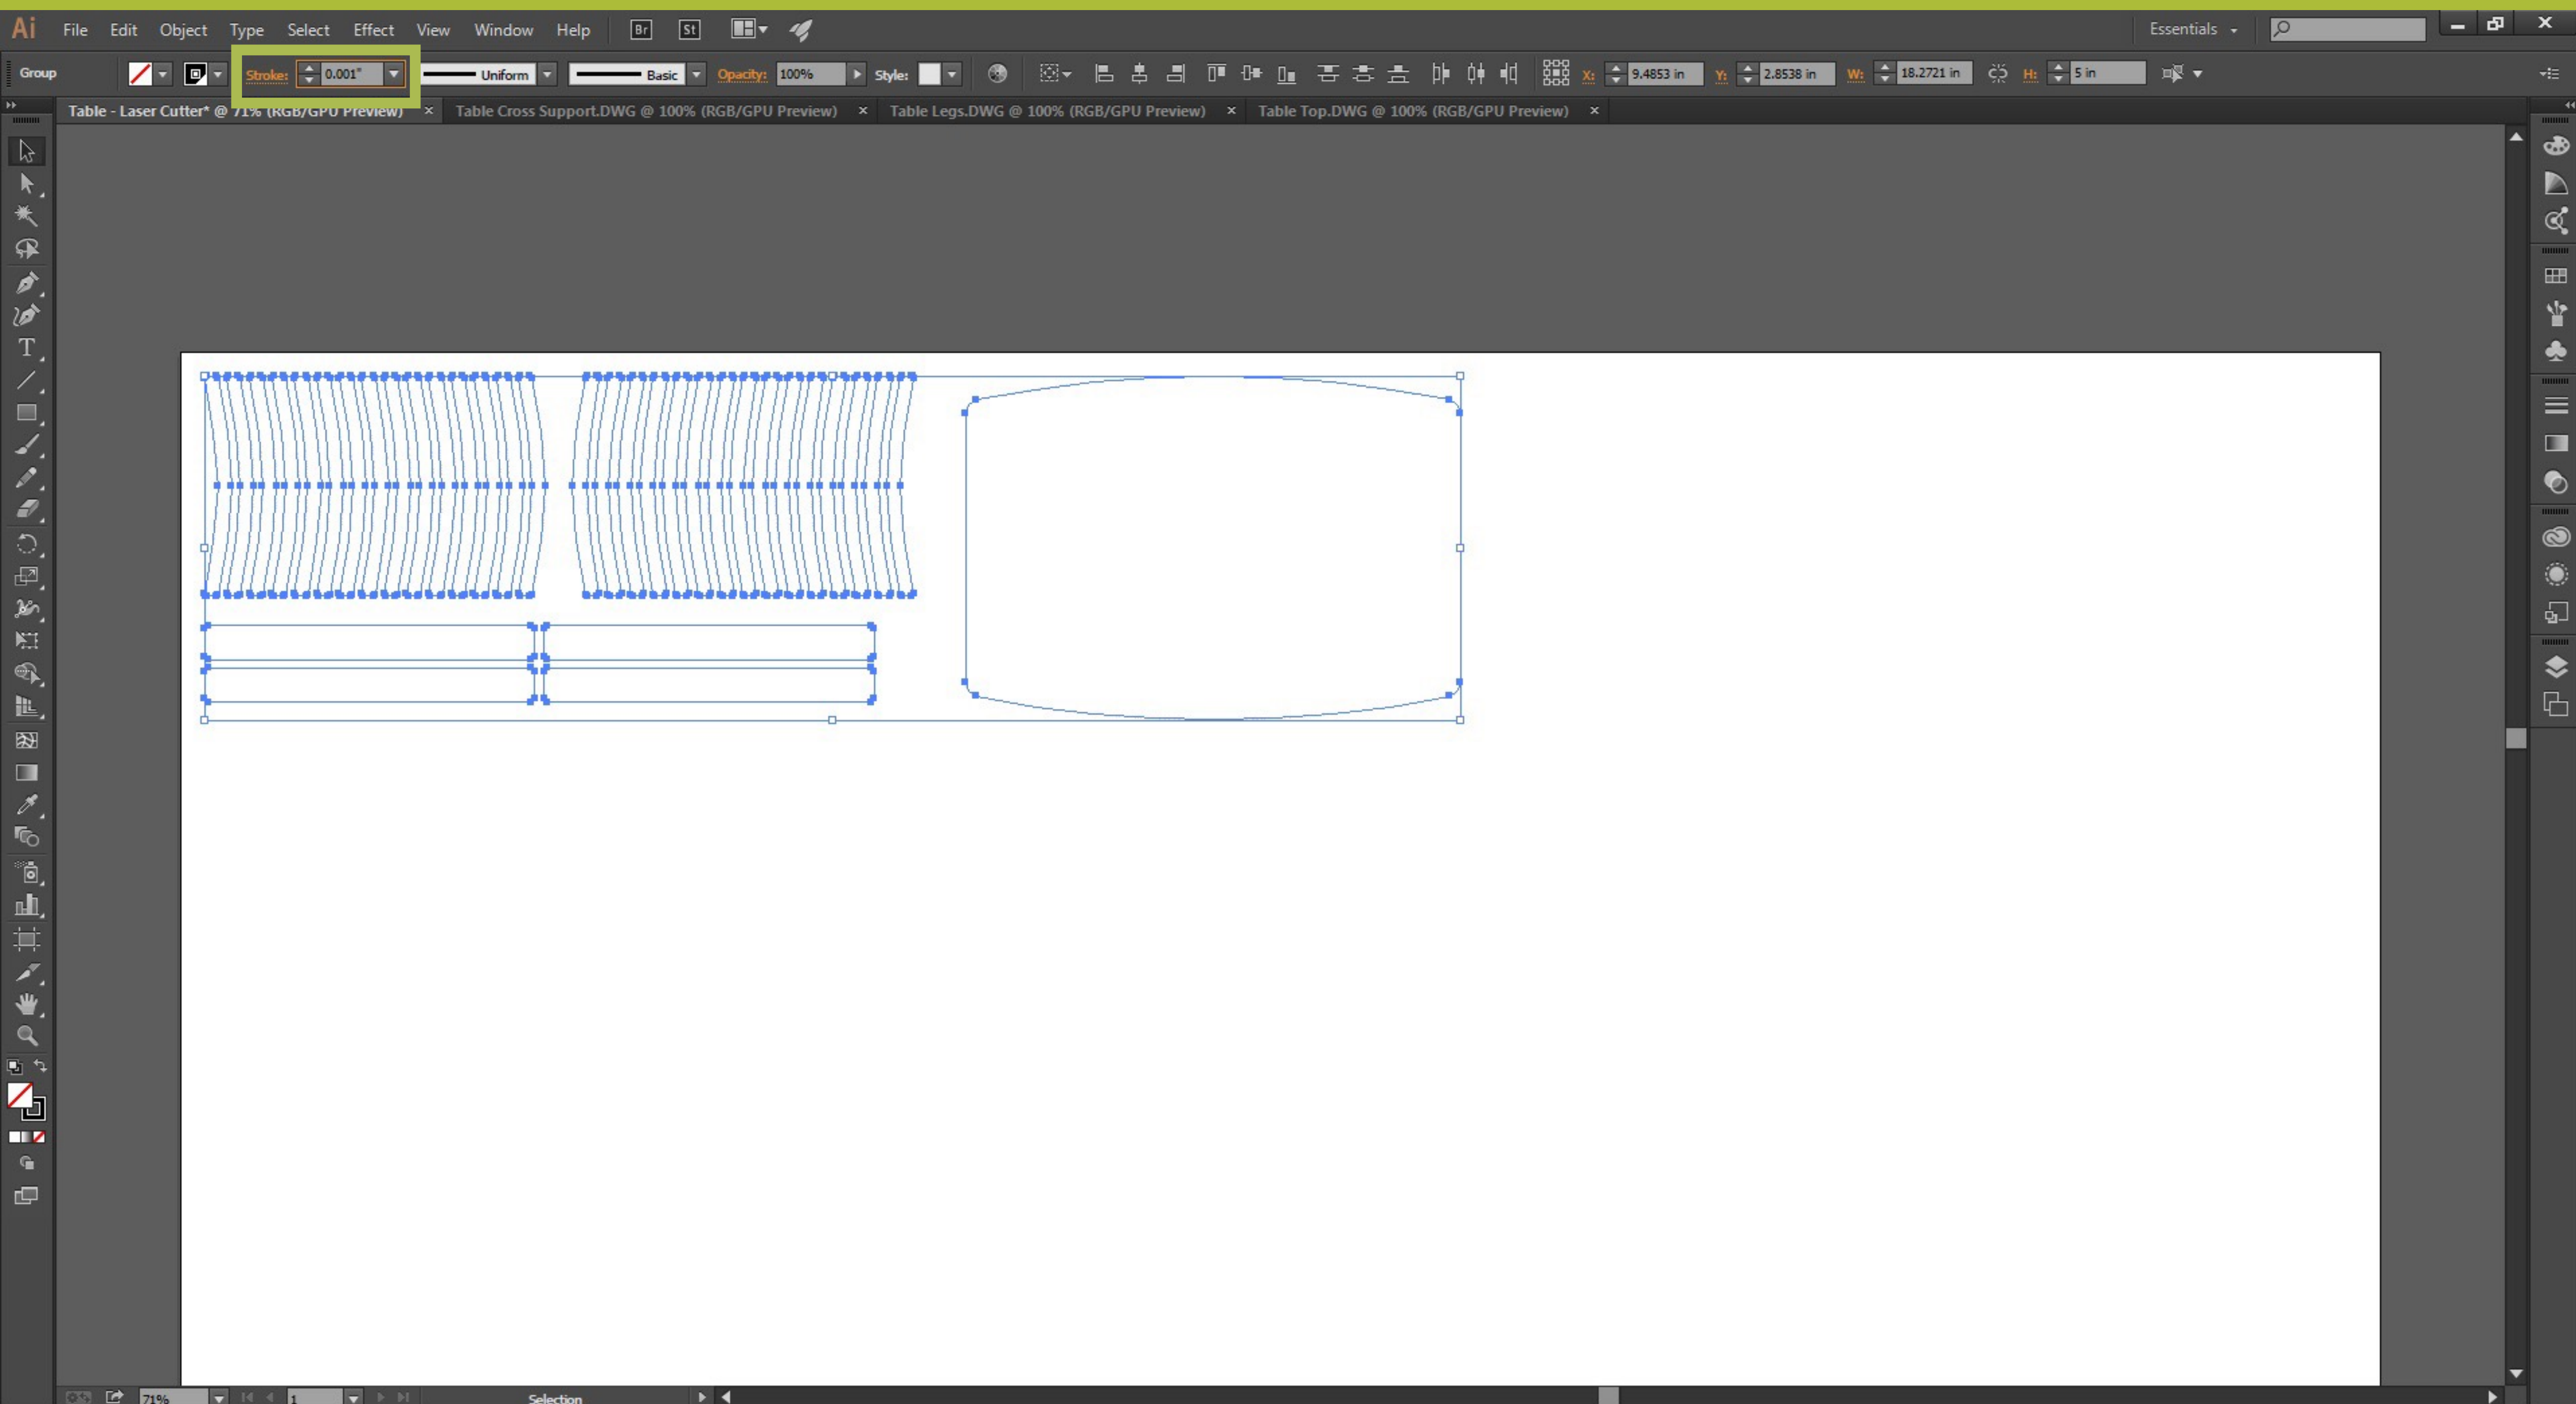 Ai File Edit Object Type Select Effect View Window Help Br St Essentials
Group Stroke: 0.001" Uniform Basic Opacity: 100% Style: X: 9.4853 in Y: 2.8538 in W: 18.2721 in H: 5 in
Table - Laser Cutter* @ 71% (RGB/GPU Preview) × Table Cross Support.DWG @ 100% (RGB/GPU Preview) × Table Legs.DWG @ 100% (RGB/GPU Preview) × Table Top.DWG @ 100% (RGB/GPU Preview) ×
71% 1 Selection